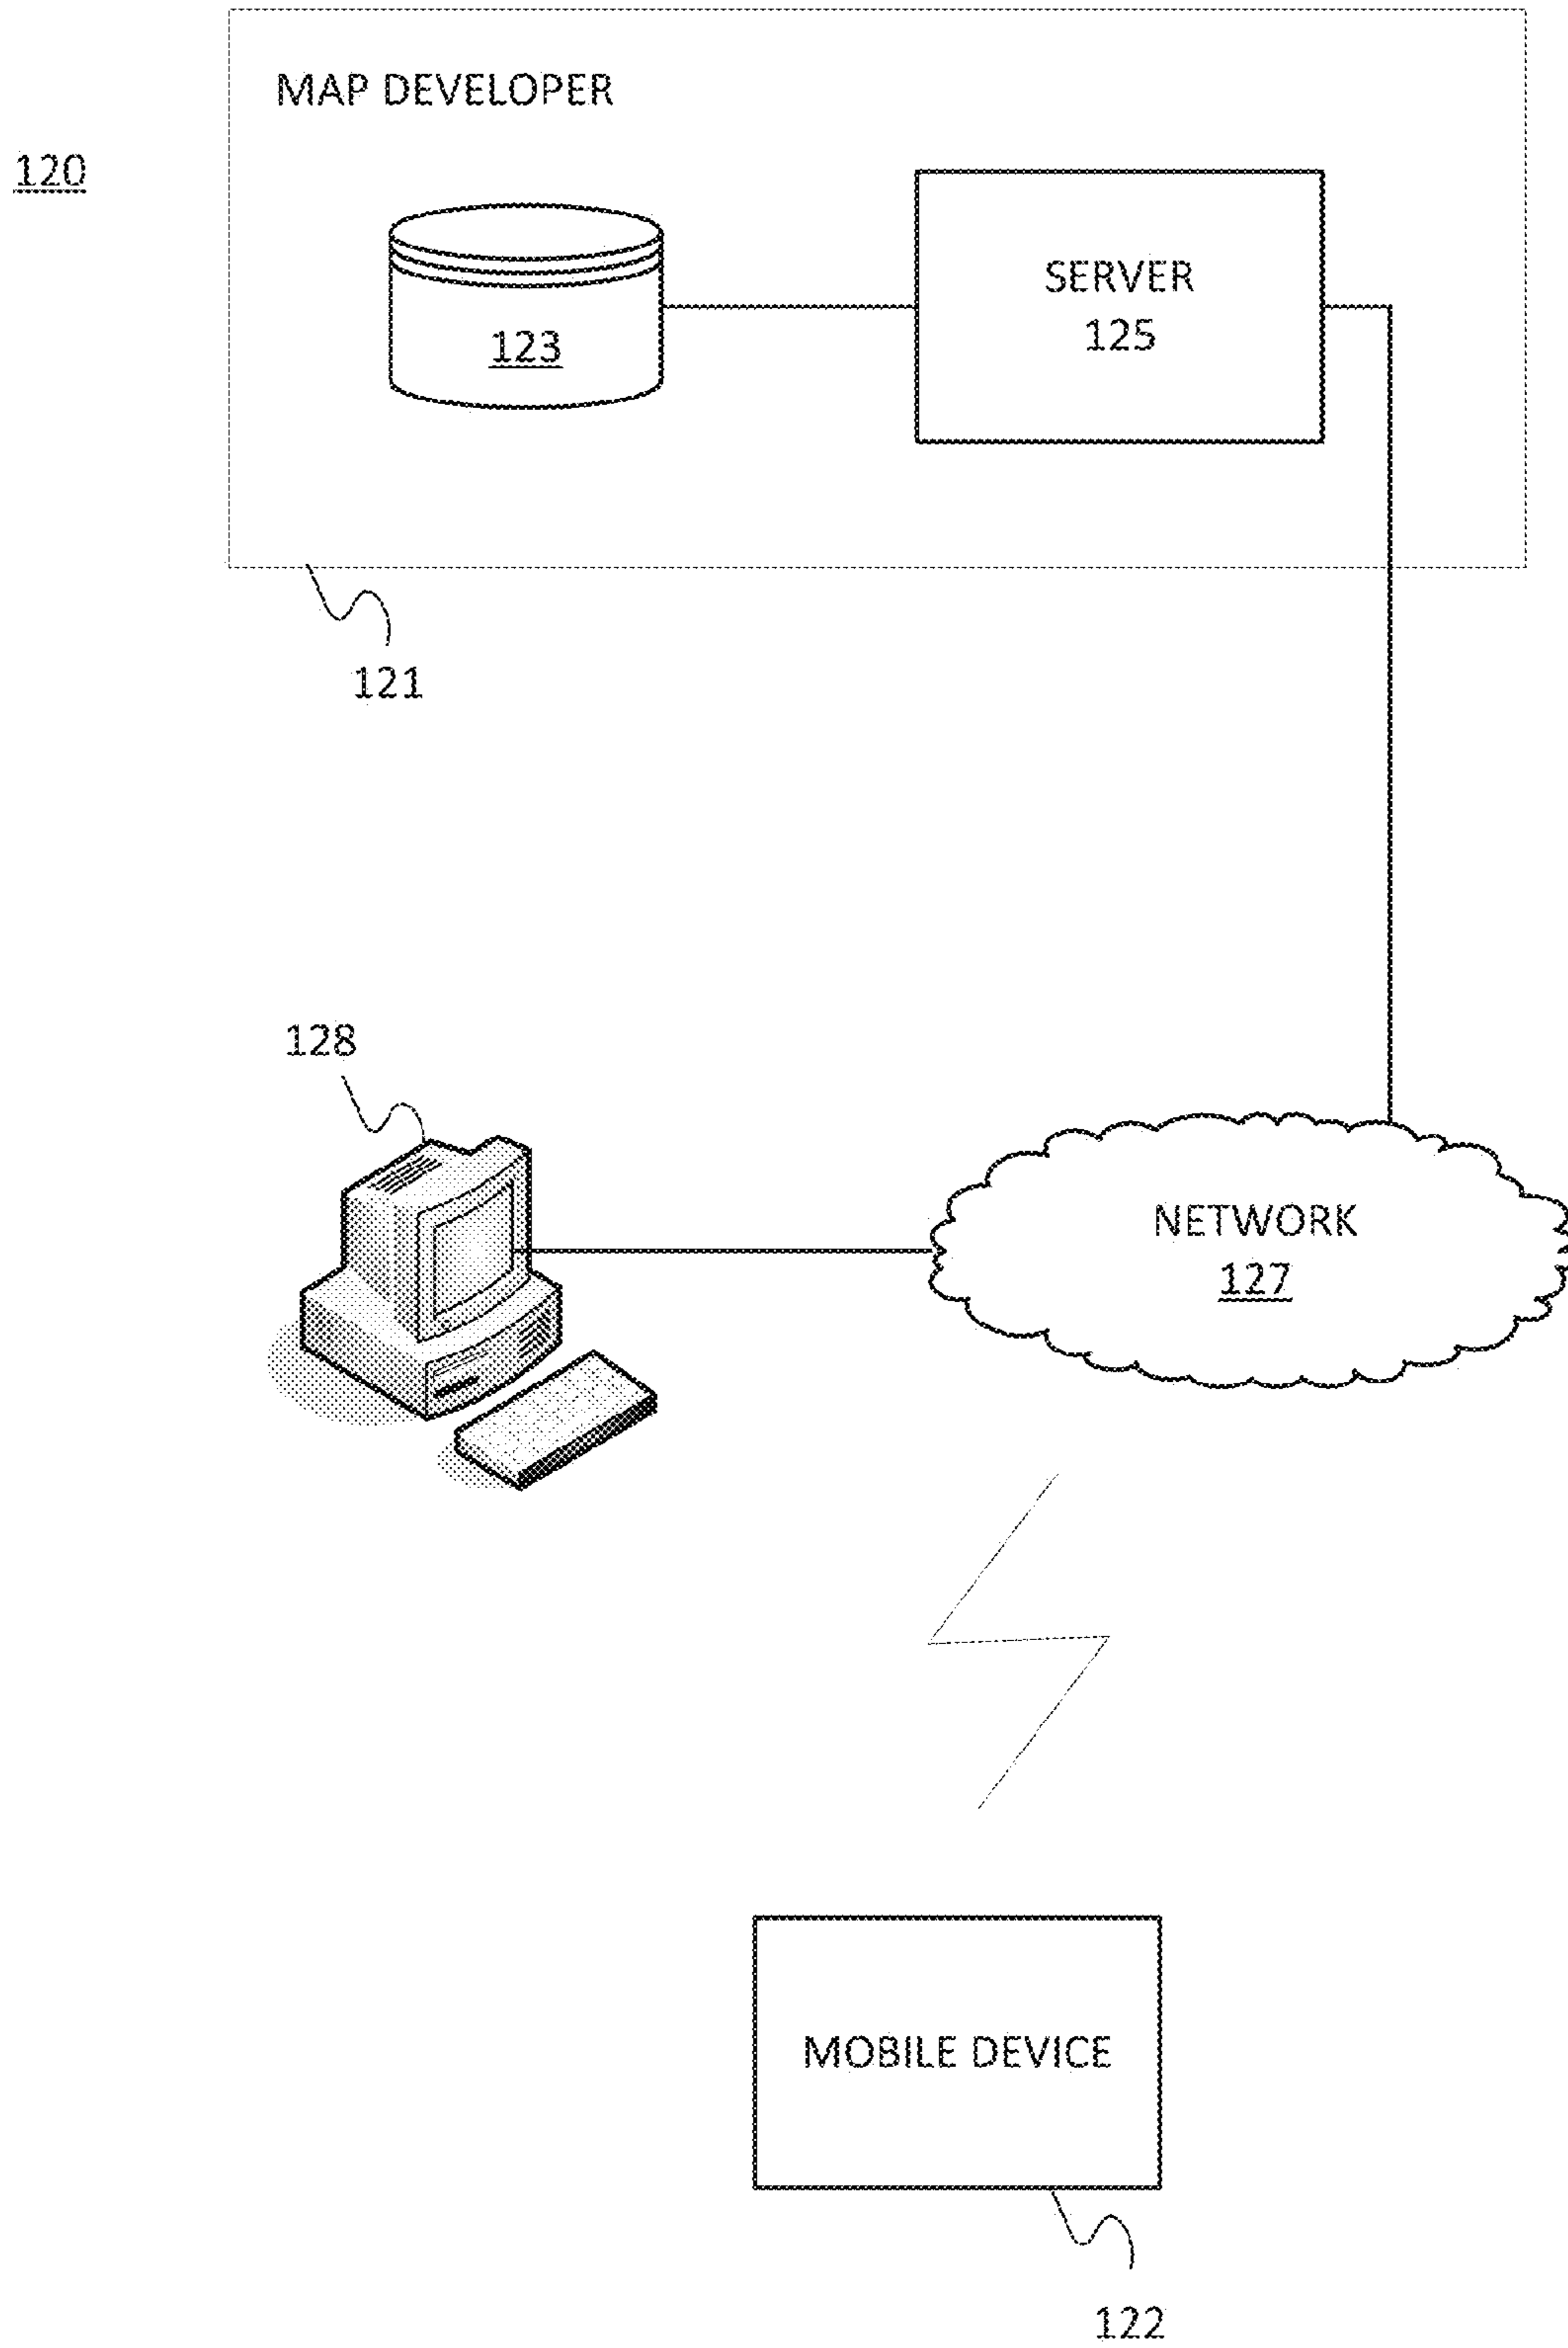 MAP DEVELOPER
120
SERVER
125
123
121
128
NETWORK
127
MOBILE DEVICE
122